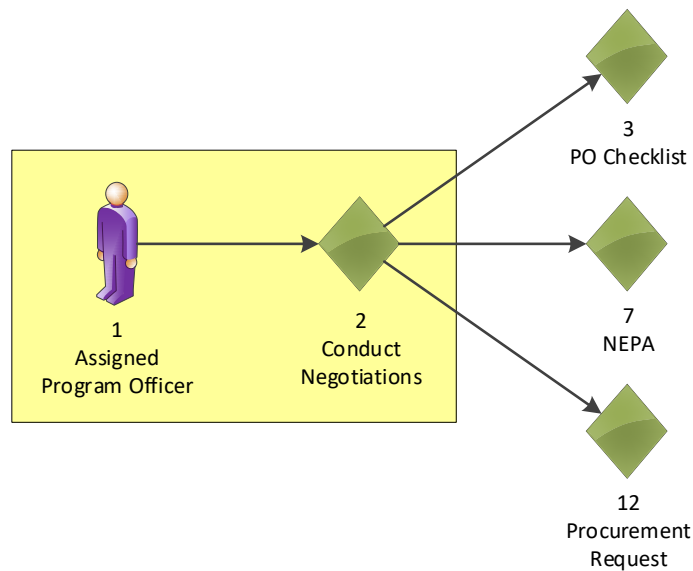 1
Assigned
Program Officer
2
Conduct
Negotiations
3
PO Checklist
7
NEPA
12
Procurement
Request